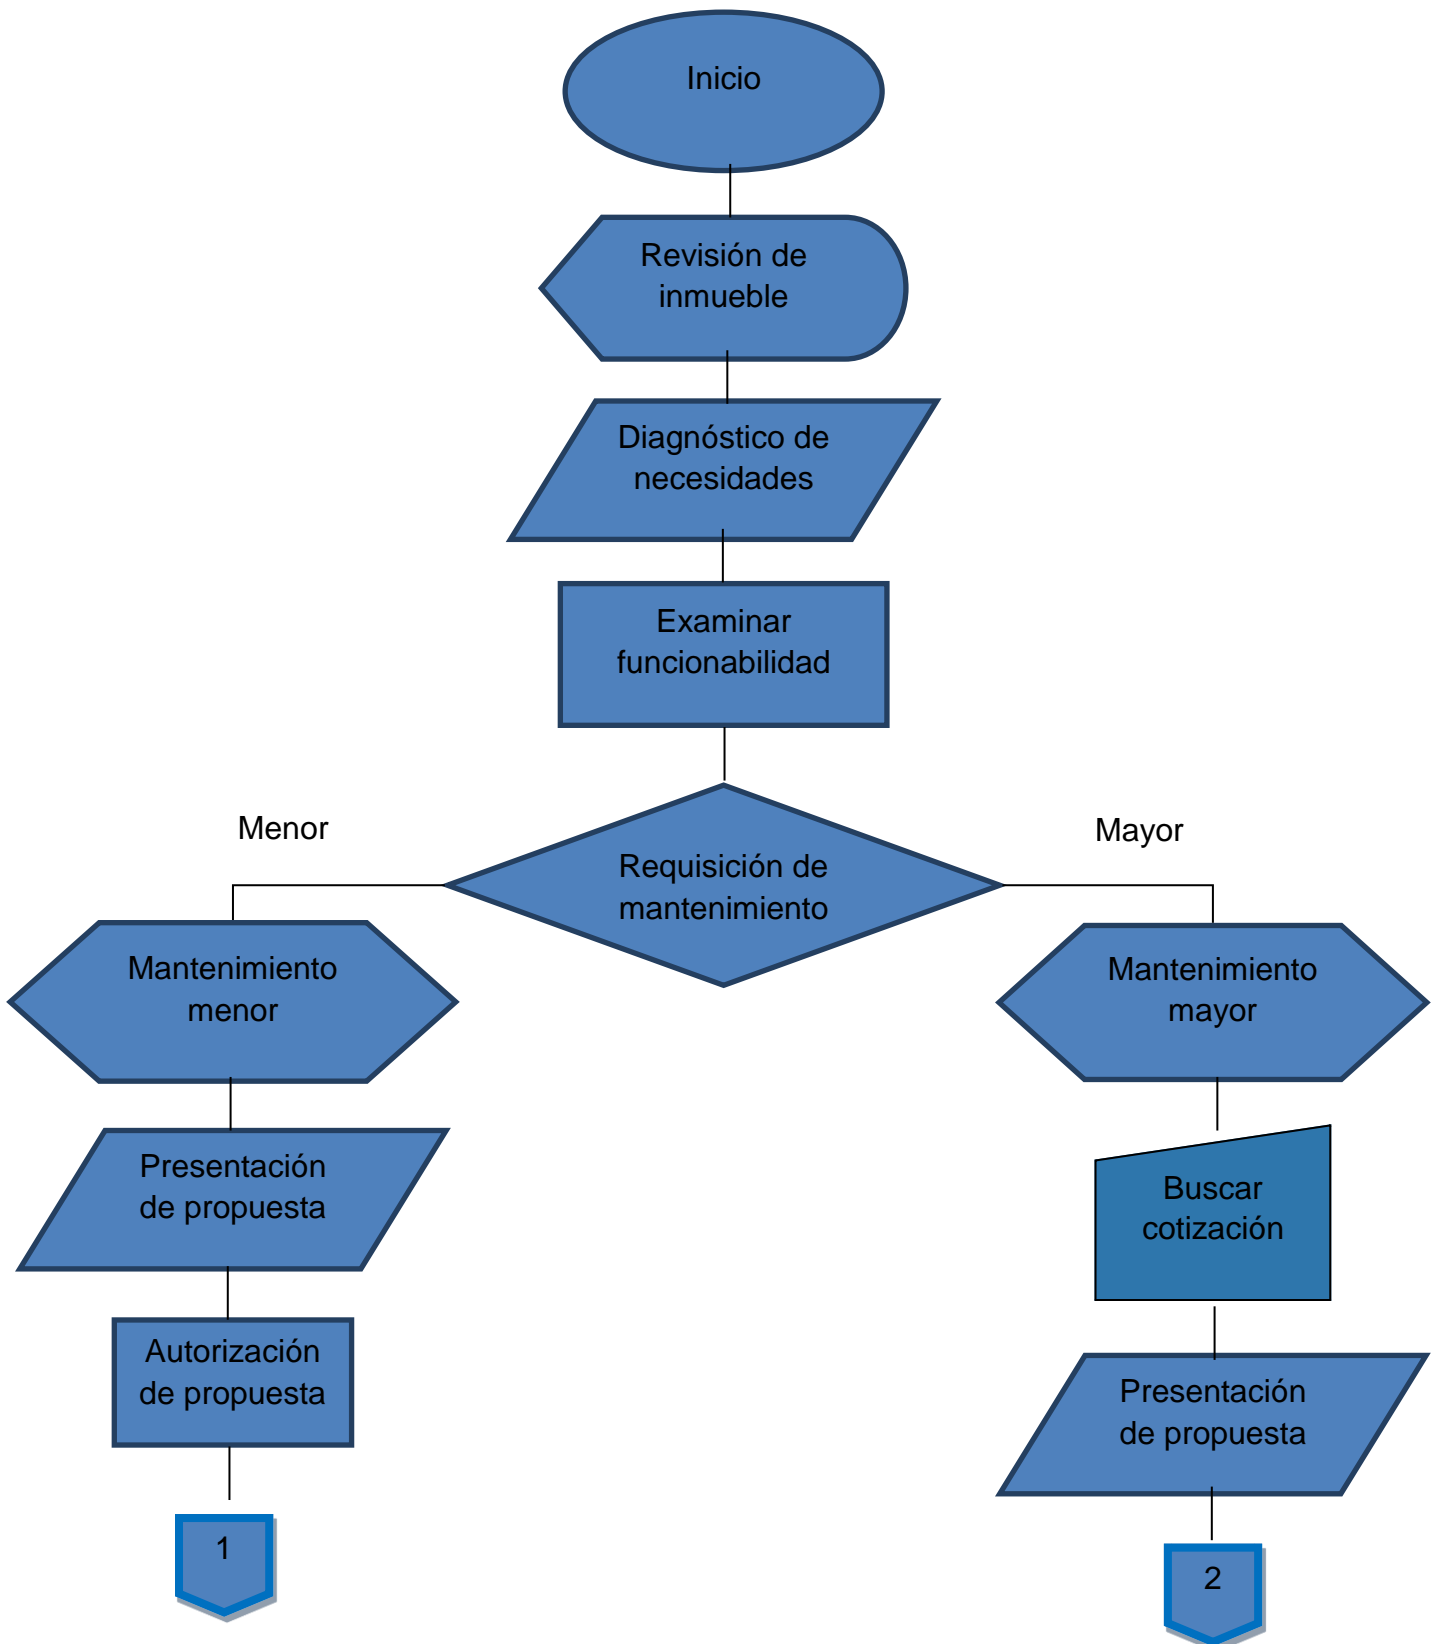 Inicio
Revisión de
inmueble
Diagnóstico de
necesidades
Examinar
funcionabilidad
Menor
Mayor
Requisición de
mantenimiento
Mantenimiento
menor
Mantenimiento
mayor
Presentación
de propuesta
Buscar
cotización
Autorización
de propuesta
Presentación
de propuesta
1
2